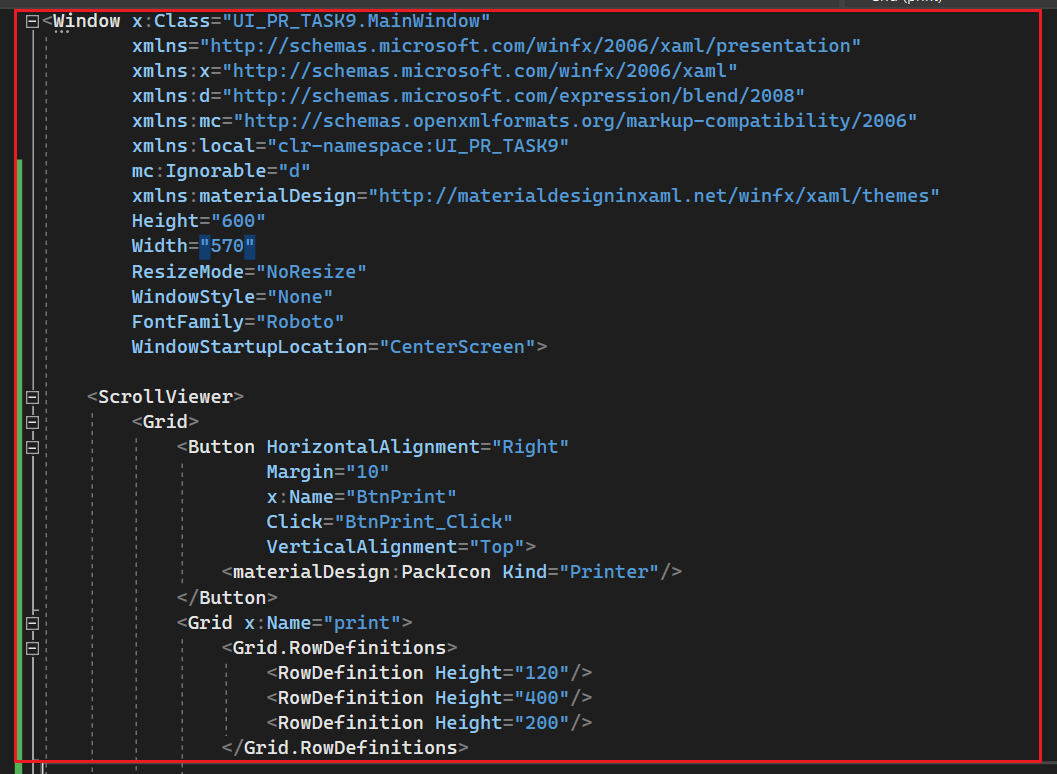 <Window x:Class="UI_PR_TASK9.MainWindow"
xmlns="http://schemas.microsoft.com/winfx/2006/xaml/presentation"
xmlns:x="http://schemas.microsoft.com/winfx/2006/xaml"
xmlns:d="http://schemas.microsoft.com/expression/blend/2008"
xmlns:mc="http://schemas.openxmlformats.org/markup-compatibility/2006"
xmlns:local="clr-namespace:UI_PR_TASK9"
mc:Ignorable="d"
xmlns:materialDesign="http://materialdesigninxaml.net/winfx/xaml/themes"
Height="600"
Width="570"
ResizeMode="NoResize"
WindowStyle="None"
FontFamily="Roboto"
WindowStartupLocation="CenterScreen">
<ScrollViewer>
<Grid>
<Button HorizontalAlignment="Right"
Margin="10"
x:Name="BtnPrint"
Click="BtnPrint_Click"
VerticalAlignment="Top">
<materialDesign:PackIcon Kind="Printer"/>
</Button>
<Grid x:Name="print">
<Grid.RowDefinitions>
<RowDefinition Height="120"/>
<RowDefinition Height="400"/>
<RowDefinition Height="200"/>
</Grid.RowDefinitions>